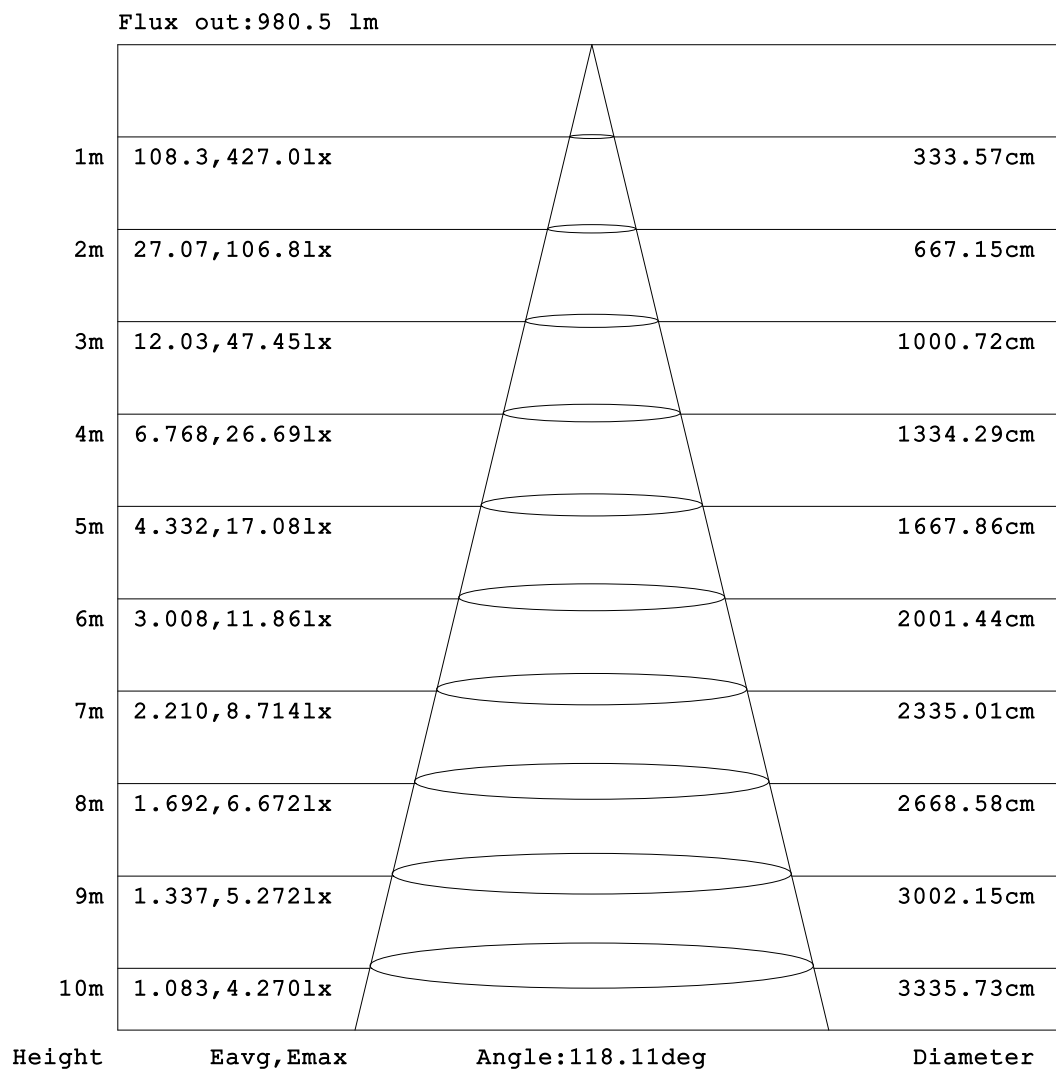 Flux out:980.5 lm
1m 108.3,427.0lx 333.57cm
2m 27.07,106.8lx 667.15cm
3m 12.03,47.45lx 1000.72cm
4m 6.768,26.69lx 1334.29cm
5m 4.332,17.08lx 1667.86cm
6m 3.008,11.86lx 2001.44cm
7m 2.210,8.714lx 2335.01cm
8m 1.692,6.672lx 2668.58cm
9m 1.337,5.272lx 3002.15cm
10m 1.083,4.270lx 3335.73cm
Height Eavg,Emax Angle:118.11deg Diameter